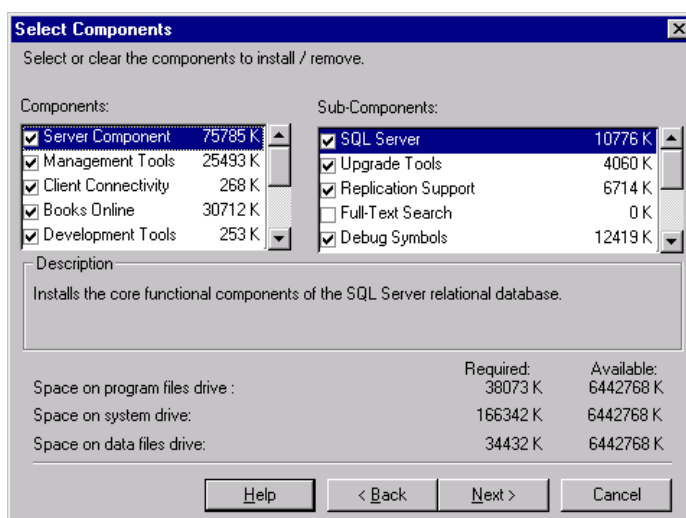 Select Components
Select or clear the components to install / remove.
Components:
Server Component 75785 K
Management Tools 25493 K
Client Connectivity 268 K
Books Online 30712 K
Development Tools 253 K
Sub-Components:
SQL Server 10776 K
Upgrade Tools 4060 K
Replication Support 6714 K
Full-Text Search 0 K
Debug Symbols 12419 K
Description
Installs the core functional components of the SQL Server relational database.
Required: Available:
Space on program files drive : 38073 K 6442768 K
Space on system drive: 166342 K 6442768 K
Space on data files drive: 34432 K 6442768 K
Help < Back Next > Cancel